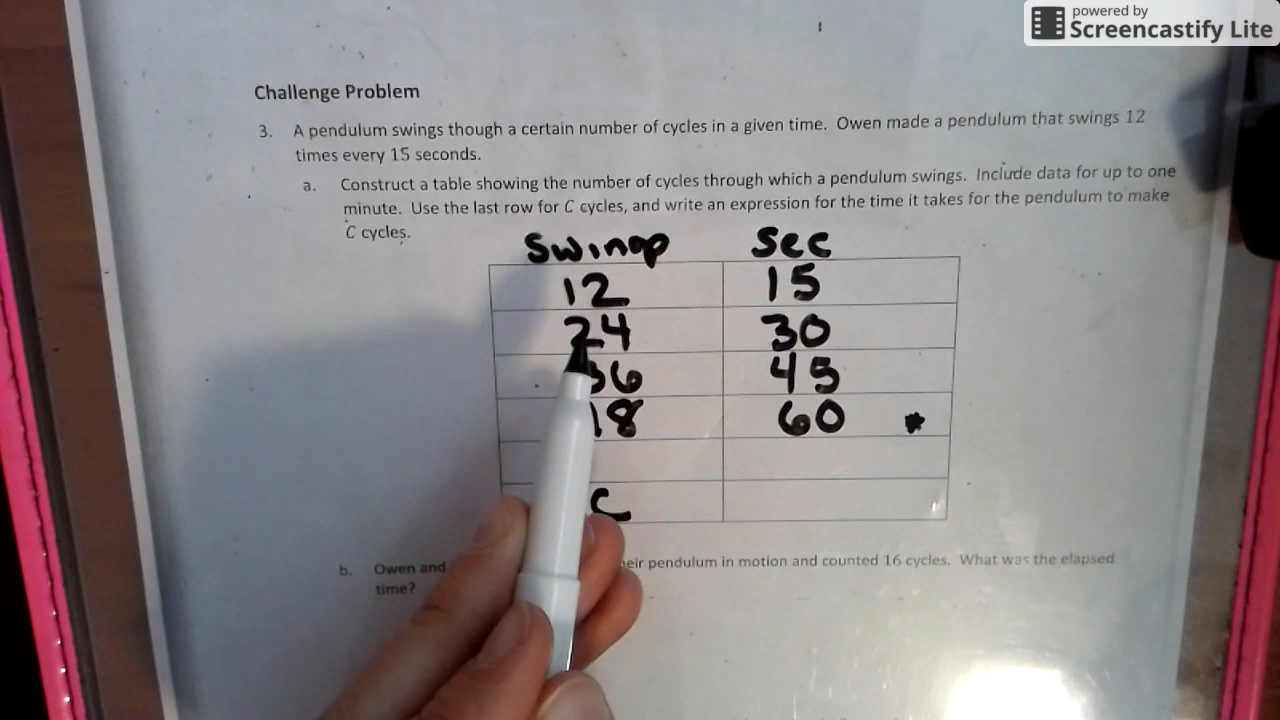 powered by
Screencastify Lite
Challenge Problem
3. A pendulum swings though a certain number of cycles in a given time. Owen made a pendulum that swings 12
times every 15 seconds.
a. Construct a table showing the number of cycles through which a pendulum swings. Include data for up to one
minute. Use the last row for C cycles, and write an expression for the time it takes for the pendulum to make
C cycles.
Sec
12 15
24 30
36 45
60 *
C
b. Owen and pendulum in motion and counted 16 cycles. What was the elapsed
time?